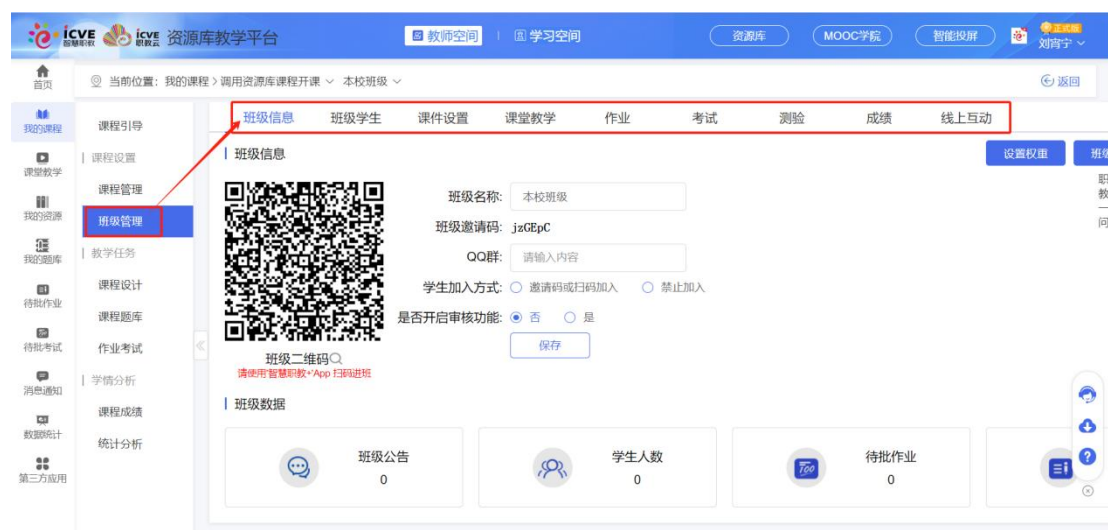 icve 智慧职教 icve 职教云 资源库教学平台 教师空间 学习空间 资源库 MOOC学院 智能投屏 正式版 刘宵宁
首页
当前位置: 我的课程 > 调用资源库课程开课 本校班级
返回
我的课程
课堂教学
我的资源
我的题库
待批作业
待批考试
消息通知
数据统计
第三方应用
课程引导
课程设置
课程管理
班级管理
教学任务
课程设计
课程题库
作业考试
学情分析
课程成绩
统计分析
班级信息 班级学生 课件设置 课堂教学 作业 考试 测验 成绩 线上互动
班级信息
设置权重 班级
职
教
一
问
班级名称: 本校班级
班级邀请码: jzGEpC
QQ群: 请输入内容
学生加入方式: 邀请码或扫码加入 禁止加入
是否开启审核功能: 否 是
保存
班级二维码
请使用“智慧职教+”App 扫码进班
班级数据
班级公告
0
学生人数
0
待批作业
0